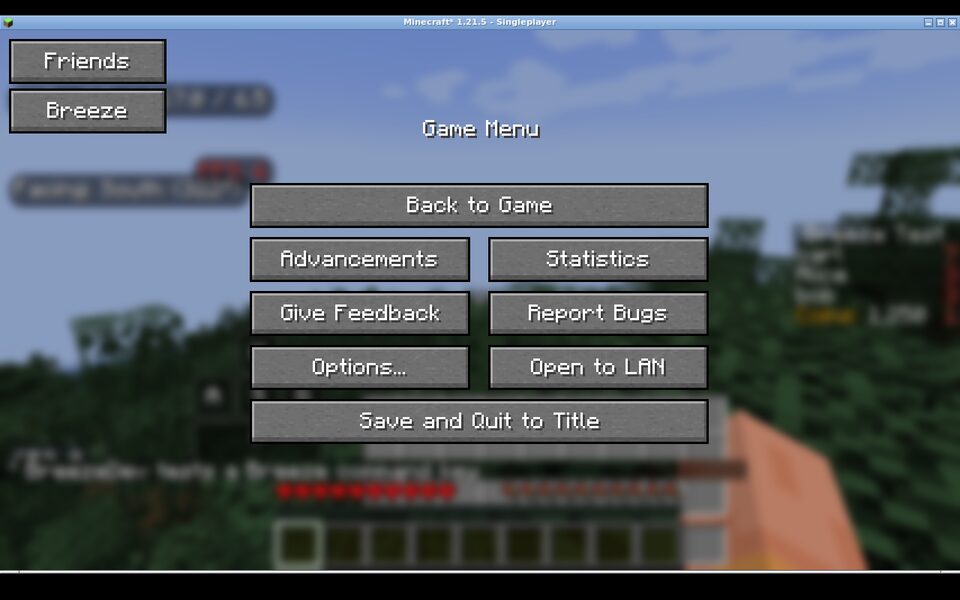 Minecraft* 1.21.5 - Singleplayer
Friends
Breeze
Game Menu
Back to Game
Advancements
Statistics
Give Feedback
Report Bugs
Options...
Open to LAN
Save and Quit to Title